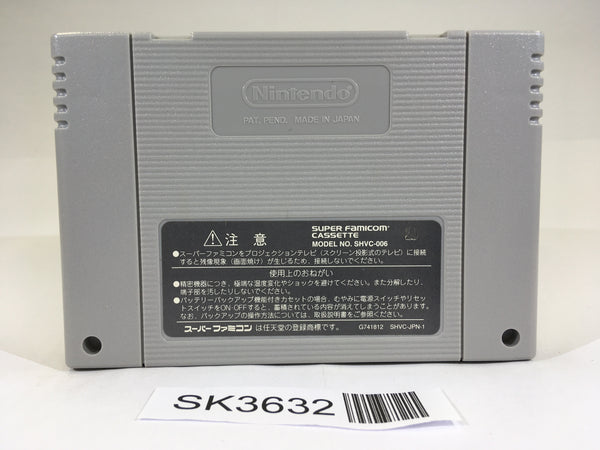 Nintendo
PAT. PEND. MADE IN JAPAN
注意
SUPER FAMICOM
CASSETTE
MODEL NO. SHVC-006
●スーパーファミコンをプロジェクションテレビ(スクリーン投影式のテレビ)に接続
すると残像現象(画面焼け)が生じるため、接続しないでください。
使用上のおねがい
●精密機器につき、極端な温度変化やショックを避けてください。また分解したり、
端子部を汚したりしないでください。
●バッテリーバックアップ機能付きカセットの場合、むやみに電源スイッチやリセ
ットスイッチをON・OFFすると、蓄積されている内容が消えてしまうことがあります。
なお、バックアップの操作方法については、取扱説明書をご参照ください。
スーパーファミコン は任天堂の登録商標です。
G741812 SHVC-JPN-1
SK3632